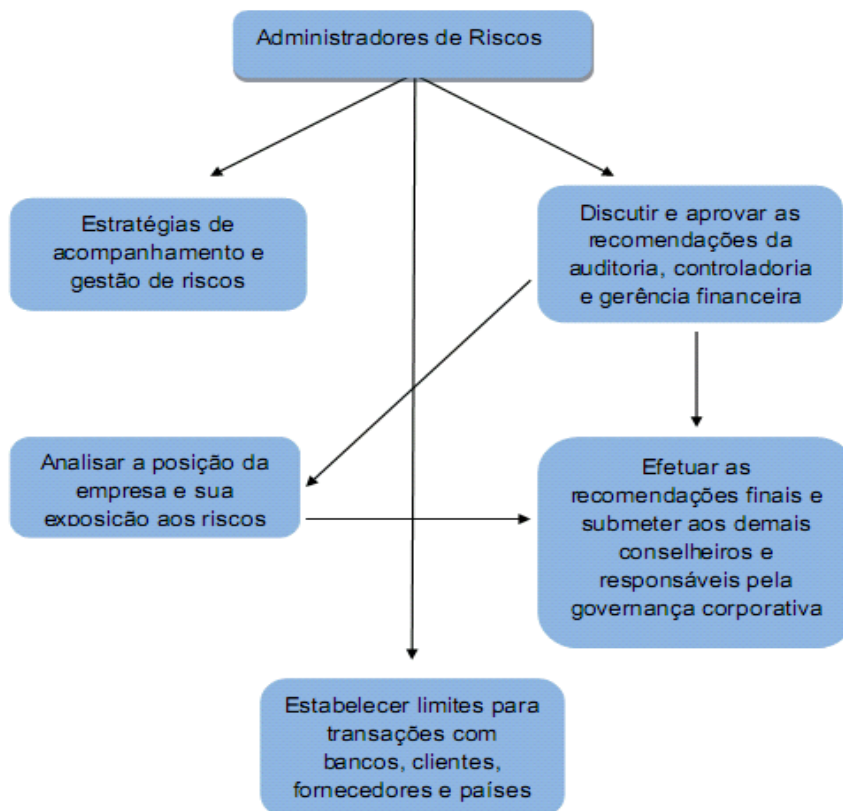 Administradores de Riscos
Estratégias de
acompanhamento e
gestão de riscos
Discutir e aprovar as
recomendações da
auditoria, controladoria
e gerência financeira
Analisar a posição da
empresa e sua
exposição aos riscos
Efetuar as
recomendações finais e
submeter aos demais
conselheiros e
responsáveis pela
governança corporativa
Estabelecer limites para
transações com
bancos, clientes,
fornecedores e países